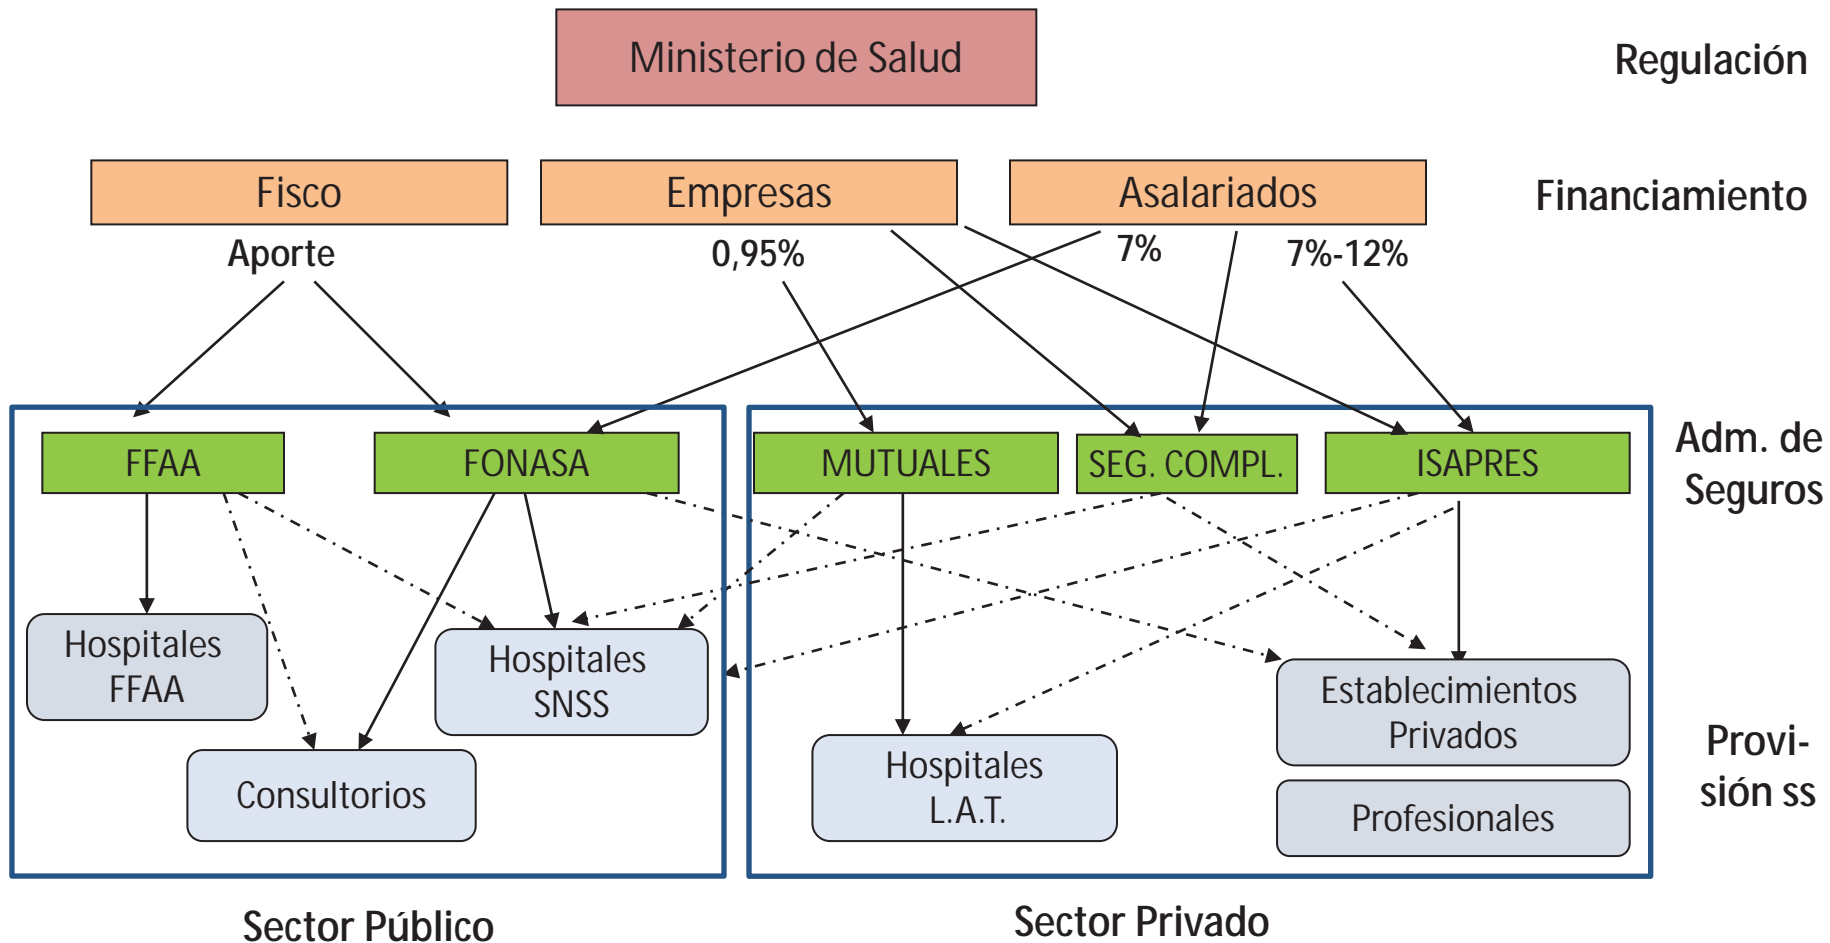 Ministerio de Salud
Regulación
Fisco
Empresas
Asalariados
Financiamiento
Aporte
0,95%
7%
7%-12%
FFAA
FONASA
MUTUALES
SEG. COMPL.
ISAPRES
Adm. de
Seguros
Hospitales
FFAA
Hospitales
SNSS
Consultorios
Hospitales
L.A.T.
Establecimientos
Privados
Profesionales
Provi-
sión ss
Sector Público
Sector Privado